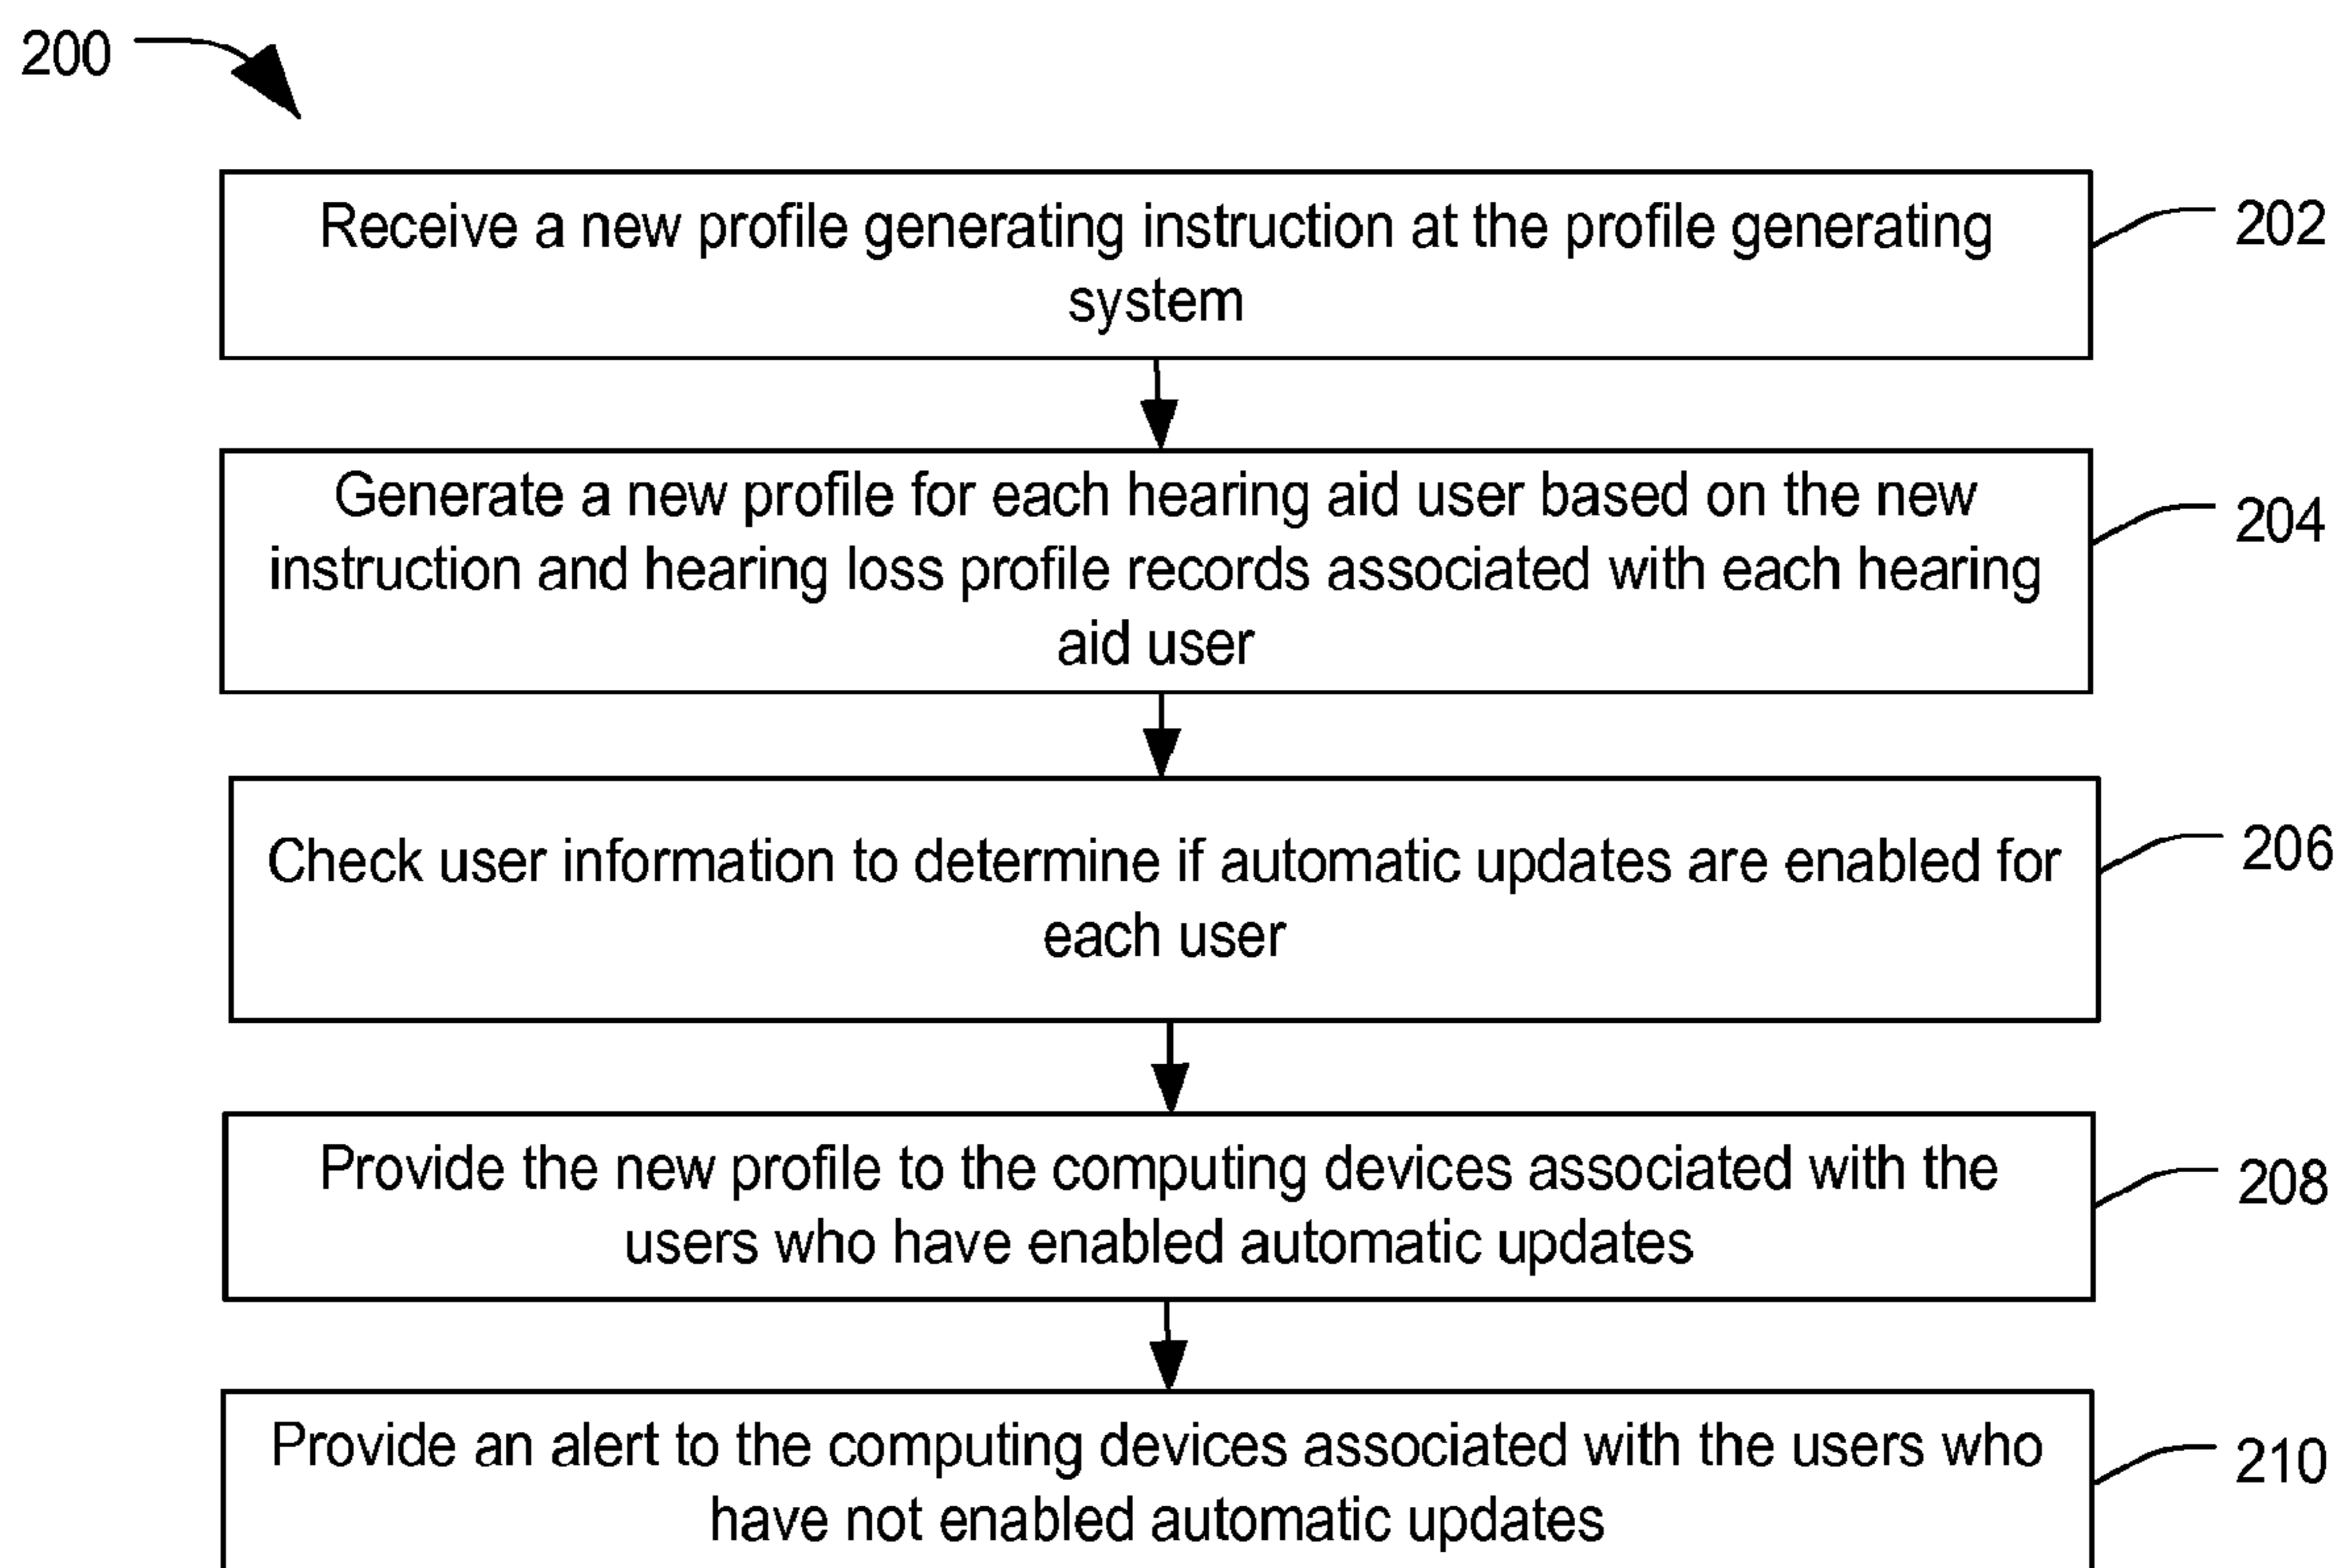 200
Receive a new profile generating instruction at the profile generating
system
202
Generate a new profile for each hearing aid user based on the new
instruction and hearing loss profile records associated with each hearing
aid user
204
Check user information to determine if automatic updates are enabled for
each user
206
Provide the new profile to the computing devices associated with the
users who have enabled automatic updates
208
Provide an alert to the computing devices associated with the users who
have not enabled automatic updates
210